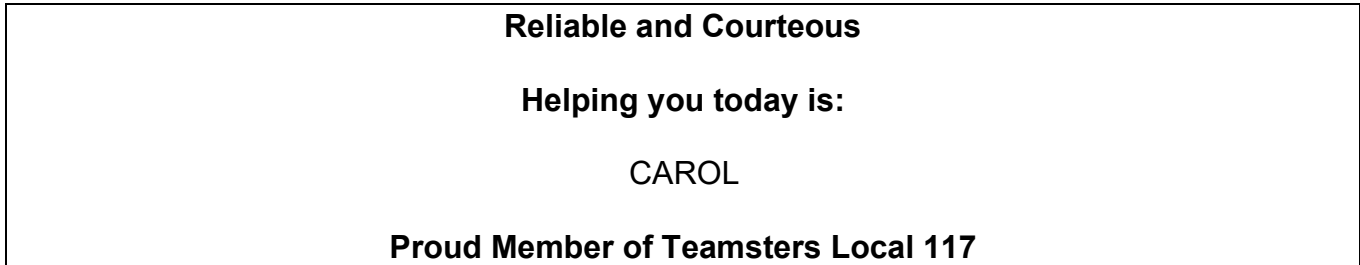 Reliable and Courteous
Helping you today is:
CAROL
Proud Member of Teamsters Local 117